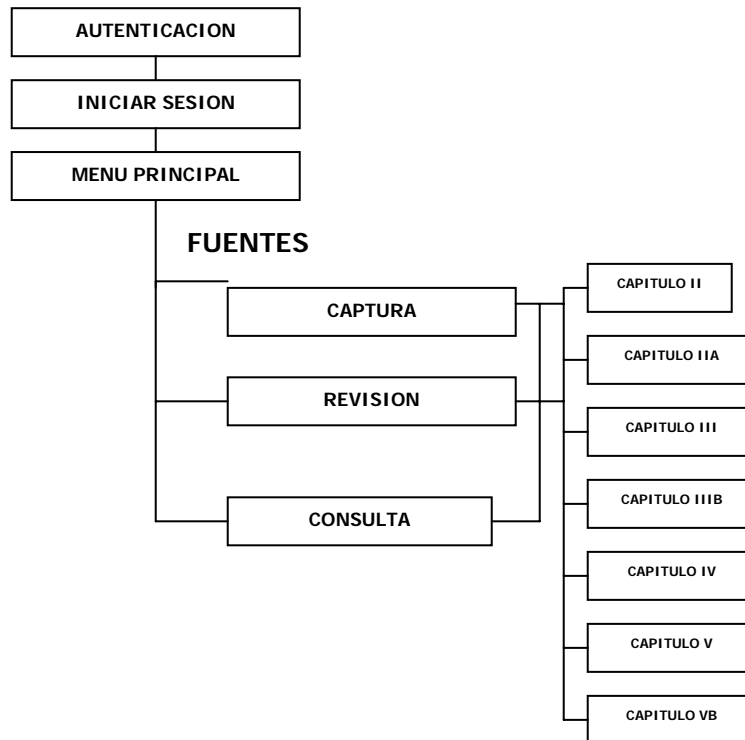 AUTENTICACION
INICIAR SESION
MENU PRINCIPAL
FUENTES
CAPTURA
REVISION
CONSULTA
CAPITULO II
CAPITULO IIA
CAPITULO III
CAPITULO IIIB
CAPITULO IV
CAPITULO V
CAPITULO VB